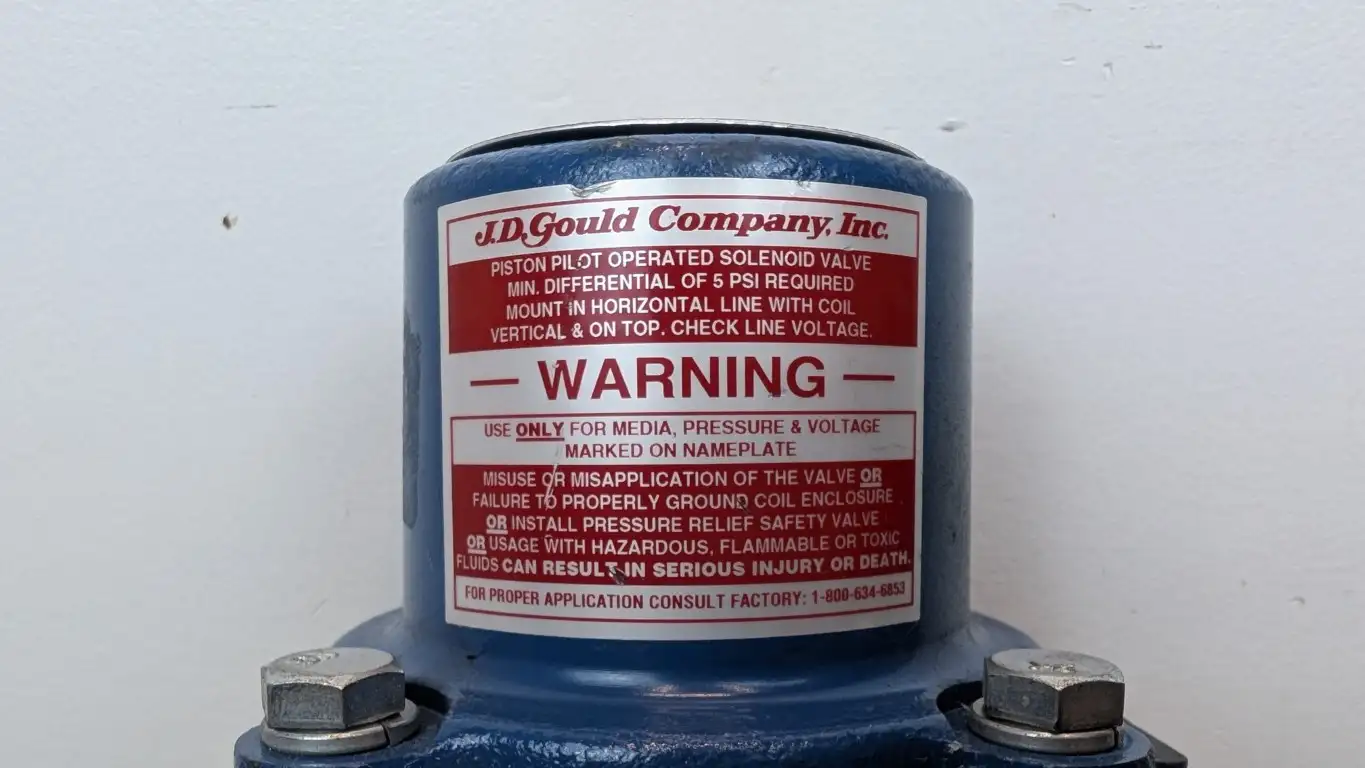 J.D. Gould Company, Inc.
PISTON PILOT OPERATED SOLENOID VALVE
MIN. DIFFERENTIAL OF 5 PSI REQUIRED
MOUNT IN HORIZONTAL LINE WITH COIL
VERTICAL & ON TOP. CHECK LINE VOLTAGE.
— WARNING —
USE ONLY FOR MEDIA, PRESSURE & VOLTAGE
MARKED ON NAMEPLATE
MISUSE OR MISAPPLICATION OF THE VALVE OR
FAILURE TO PROPERLY GROUND COIL ENCLOSURE
OR INSTALL PRESSURE RELIEF SAFETY VALVE
OR USAGE WITH HAZARDOUS, FLAMMABLE OR TOXIC
FLUIDS CAN RESULT IN SERIOUS INJURY OR DEATH.
FOR PROPER APPLICATION CONSULT FACTORY: 1-800-634-6853